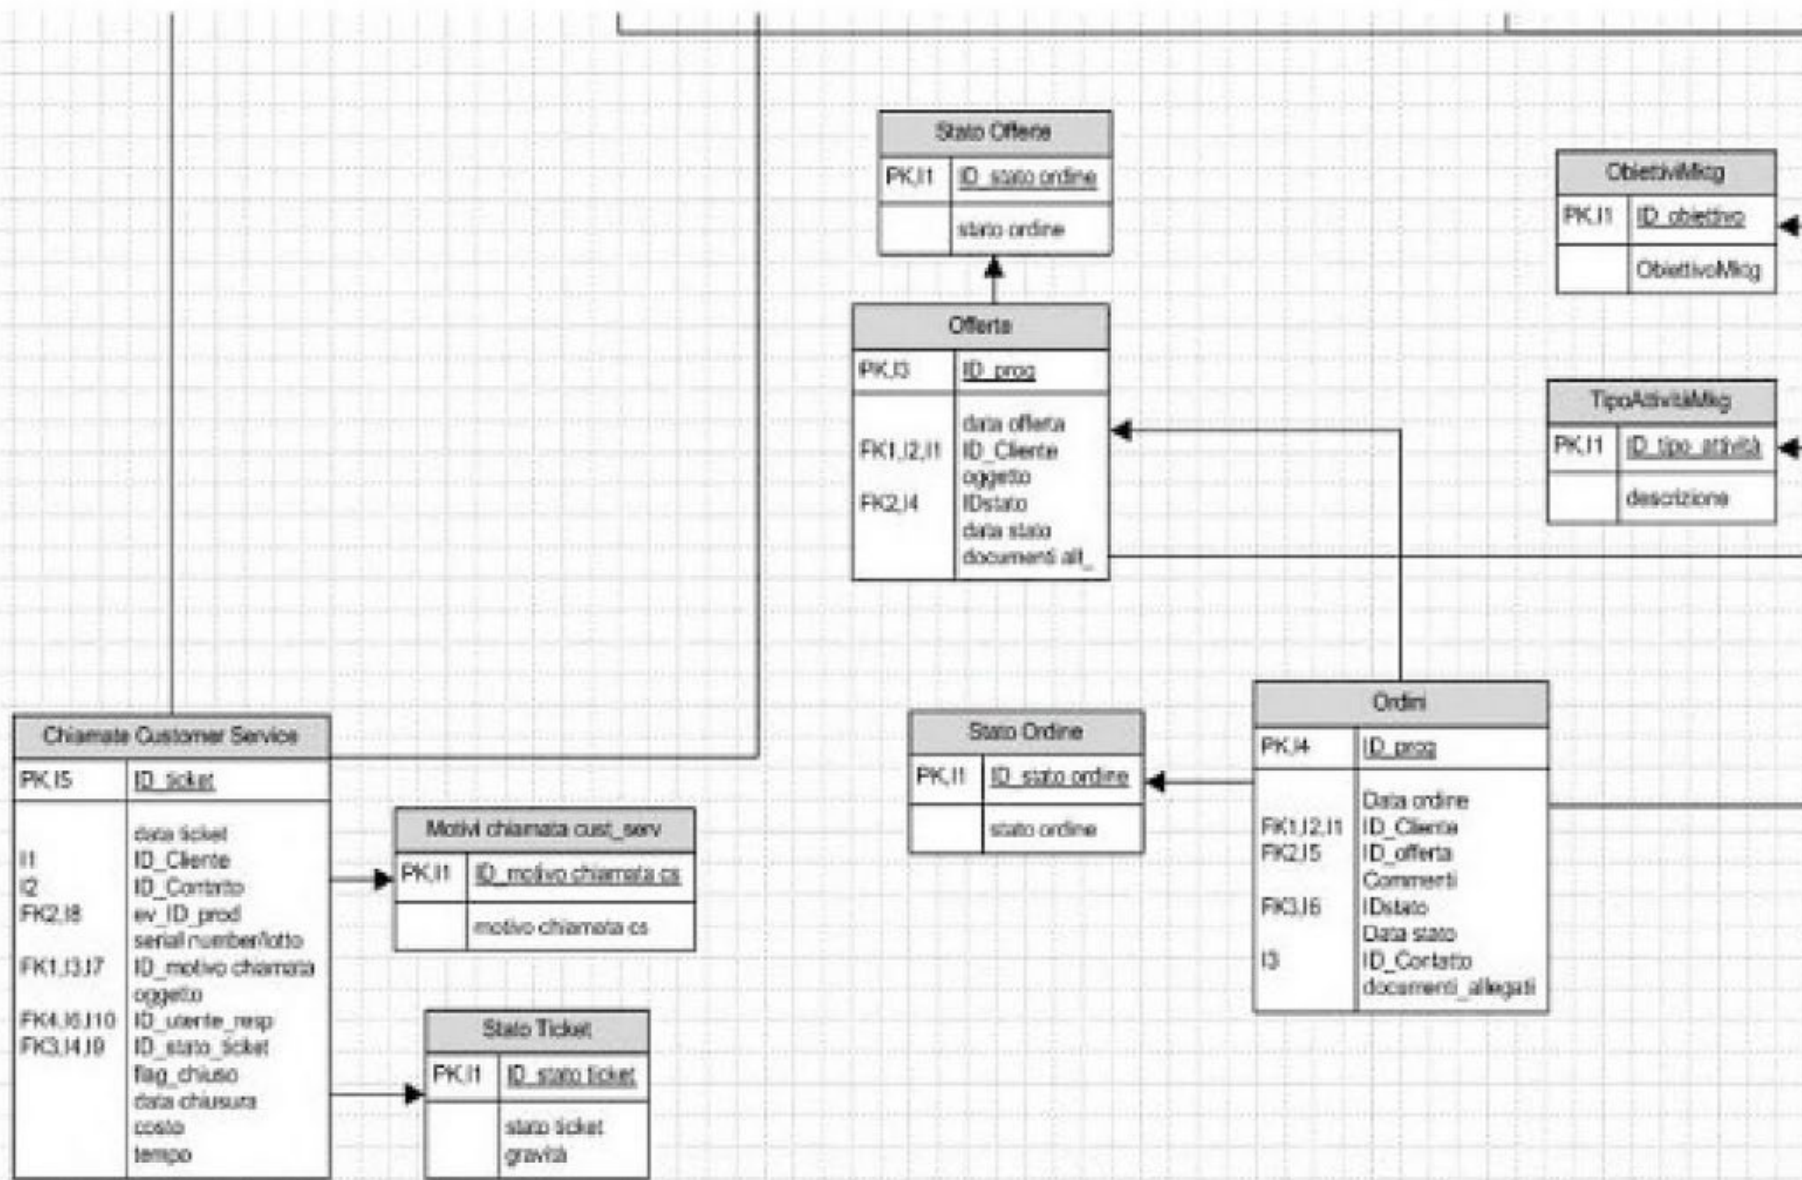 Stato Offerte
PK,I1 ID_stato ordine
stato ordine
ObiettiviMktg
PK,I1 ID_obiettivo
ObiettivoMktg
Offerte
PK,I3 ID_prog
data offerta
FK1,I2,I1 ID_Cliente
oggetto
FK2,I4 IDstato
data stato
documenti all_
TipoAttivitàMkg
PK,I1 ID_tipo_attività
descrizione
Ordini
PK,I4 ID_prog
Data ordine
FK1,I2,I1 ID_Cliente
FK2,I5 ID_offerta
Commenti
FK3,I6 IDstato
Data stato
I3 ID_Contatto
documenti_allegati
Stato Ordine
PK,I1 ID_stato ordine
stato ordine
Chiamate Customer Service
PK,I5 ID_ticket
data ticket
I1 ID_Cliente
I2 ID_Contatto
FK2,I8 ev_ID_prod
serial number/lotto
FK1,I3,I7 ID_motivo chiamata
oggetto
FK4,I6,I10 ID_utente_resp
FK3,I4,I9 ID_stato_ticket
flag_chiuso
data chiusura
costo
tempo
Motivi chiamata cust_serv
PK,I1 ID_motivo chiamata cs
motivo chiamata cs
Stato Ticket
PK,I1 ID_stato ticket
stato ticket
gravità